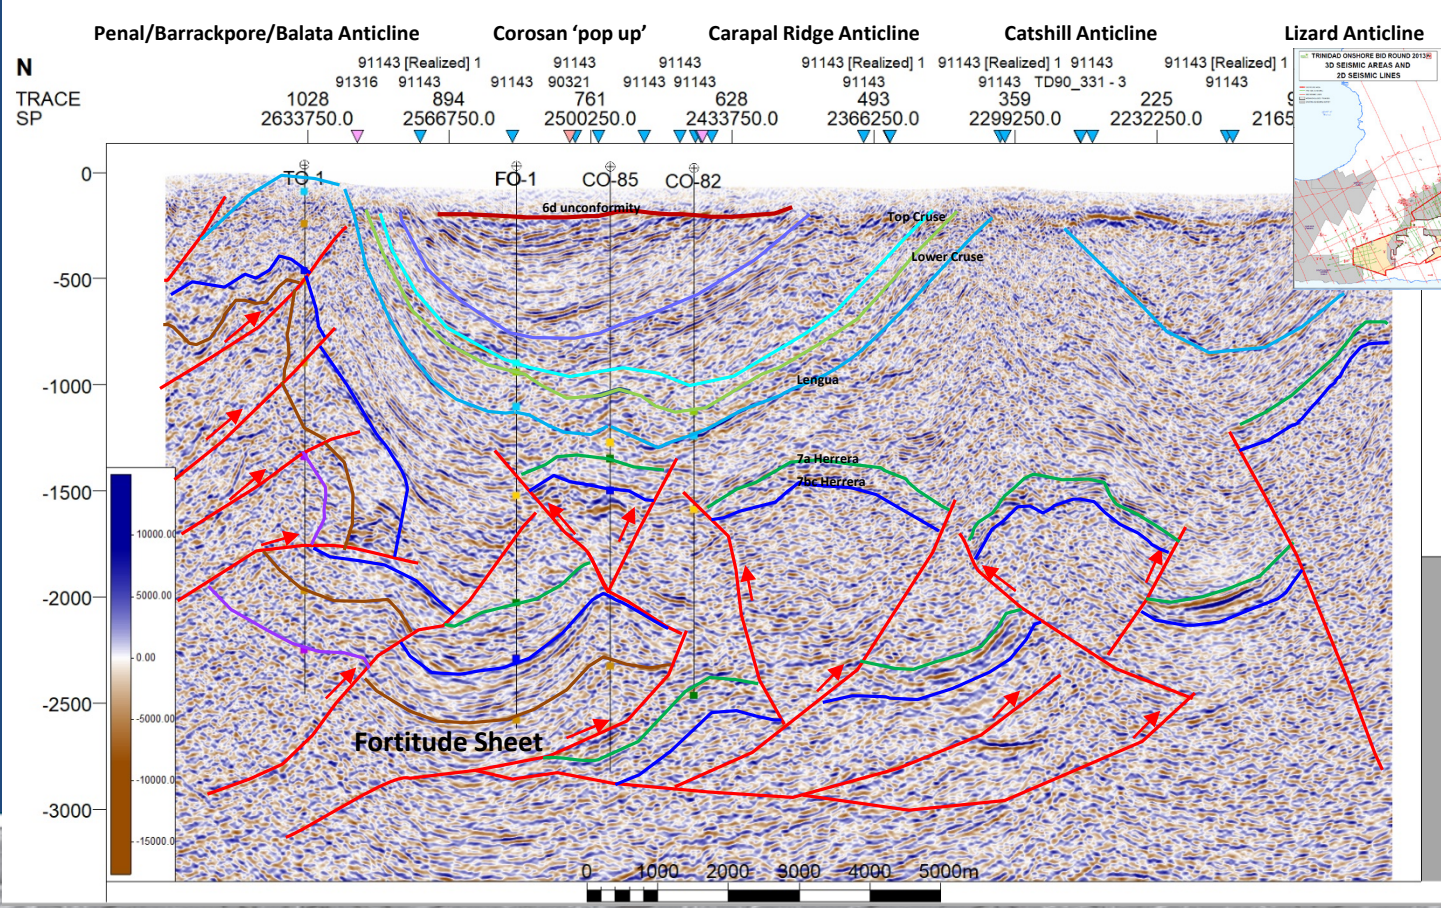 Penal/Barrackpore/Balata Anticline Corosan ‘pop up’ Carapal Ridge Anticline Catshill Anticline Lizard Anticline
N
91143 [Realized] 1 91143 91143 91143 [Realized] 1 91143 [Realized] 1 91143 91143 [Realized] 1
91316 91143 91143 90321 91143 91143 91143 91143 TD90_331 - 3 91143
TRACE 1028 894 761 628 493 359 225
SP 2633750.0 2566750.0 2500250.0 2433750.0 2366250.0 2299250.0 2232250.0 2165
TRINIDAD ONSHORE BID ROUND 2013
3D SEISMIC AREAS AND
2D SEISMIC LINES
0
TO-1 FO-1 CO-85 CO-82
6d unconformity
Top Cruse
Lower Cruse
-500
-1000
Lengua
7a Herrera
7bc Herrera
-1500
-2000
-2500
-3000
10000.00
5000.00
0.00
-5000.00
-10000.0
-15000.0
Fortitude Sheet
0 1000 2000 3000 4000 5000m